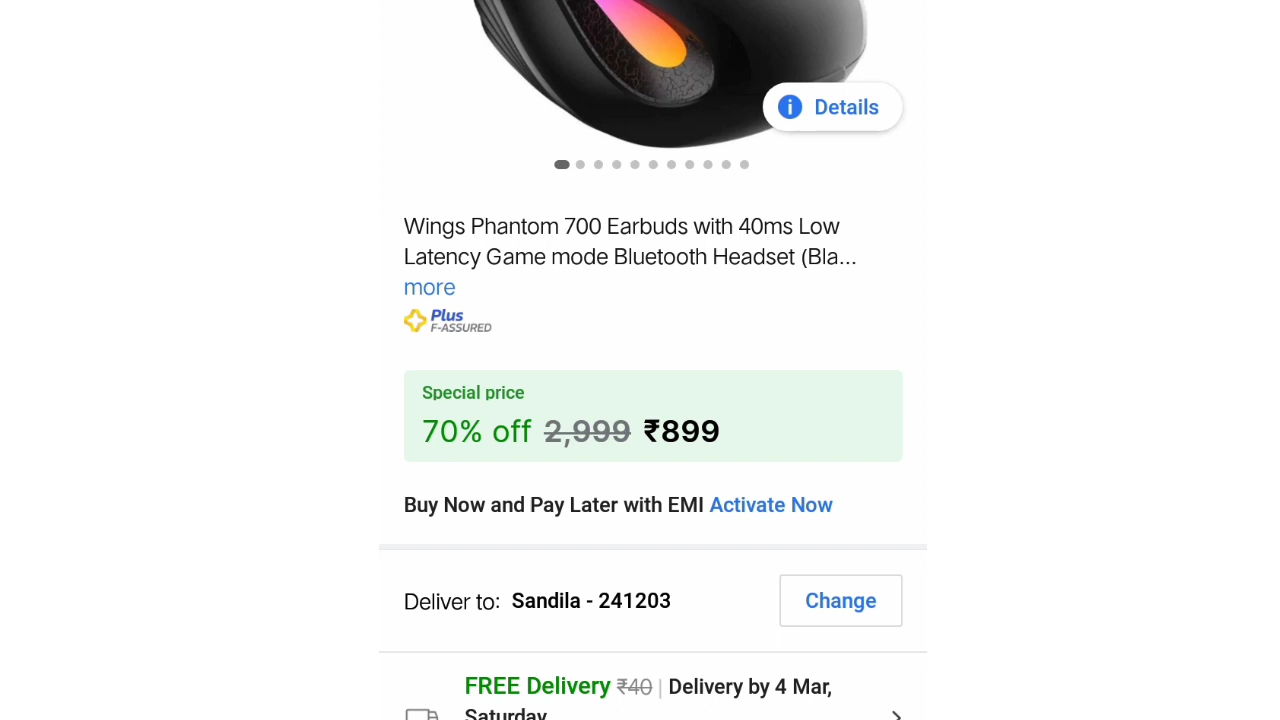 Details
Wings Phantom 700 Earbuds with 40ms Low
Latency Game mode Bluetooth Headset (Bla...
more
Plus
F-ASSURED
Special price
70% off 2,999 ₹899
Buy Now and Pay Later with EMI Activate Now
Deliver to: Sandila - 241203 Change
FREE Delivery ₹40 | Delivery by 4 Mar,
Saturday